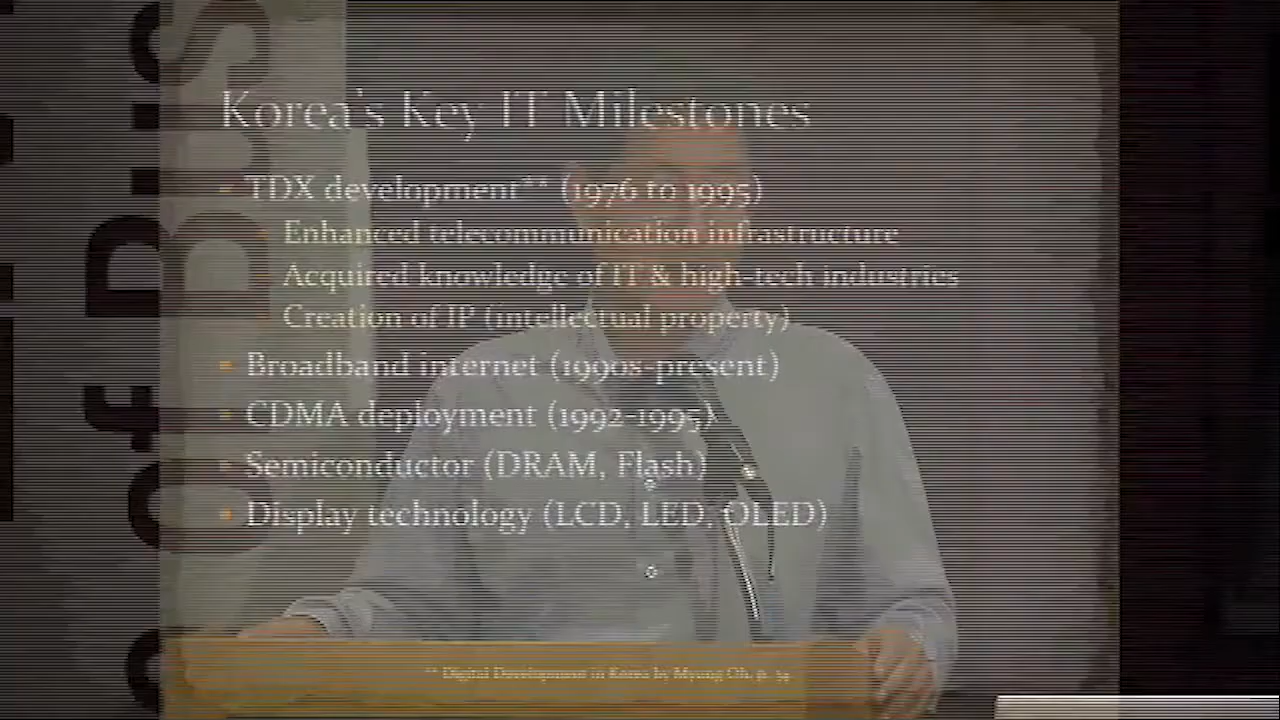 Korea's Key IT Milestones
TDX development** (1976 to 1995)
Enhanced telecommunication infrastructure
Acquired knowledge of IT & high-tech industries
Creation of IP (intellectual property)
Broadband internet (1990s-present)
CDMA deployment (1992-1995)
Semiconductor (DRAM, Flash)
Display technology (LCD, LED, OLED)
** Digital Development in Korea by Myung Oh, p.
of Bus